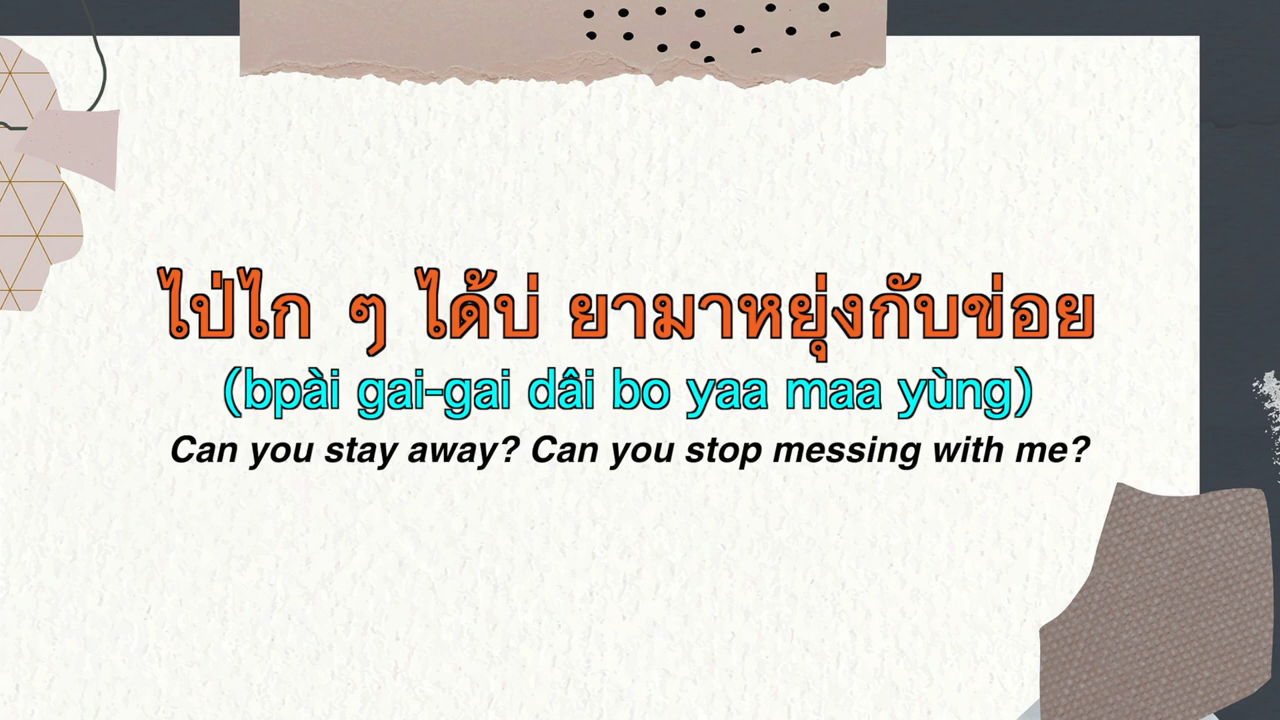 ไป่ไก ๆ ได้บ่ ยามาหยุ่งกับข่อย
(bpài gai-gai dâi bo yaa maa yùng)
Can you stay away? Can you stop messing with me?